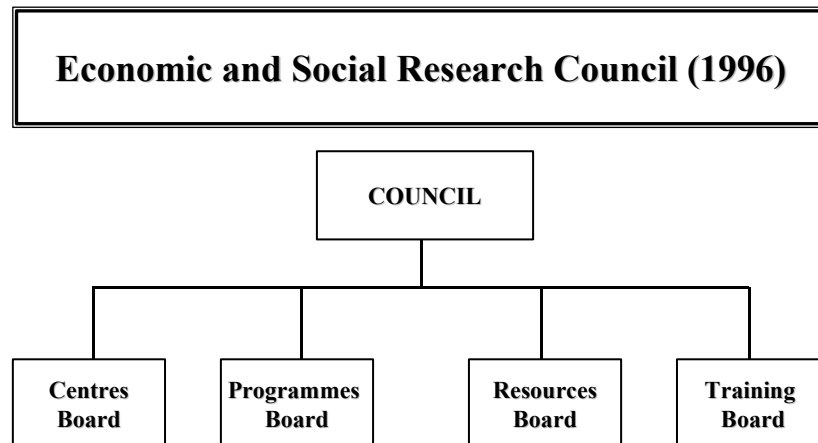 Economic and Social Research Council (1996)
COUNCIL
Centres
Board
Programmes
Board
Resources
Board
Training
Board